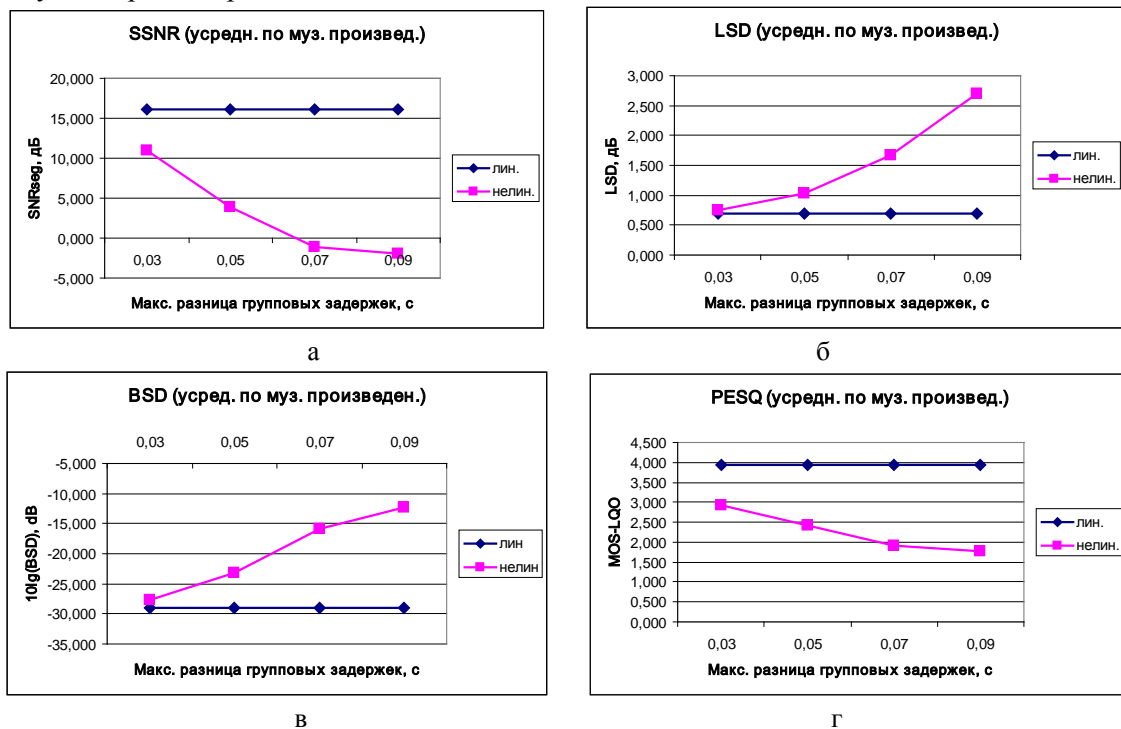 SSNR (усредн. по муз. произвед.)
20,000
15,000
10,000
5,000
0,000
-5,000
SNRseg, дБ
0,03 0,05 0,07 0,09
Макс. разница групповых задержек, с
лин.
нелин.
а
LSD (усредн. по муз. произвед.)
3,000
2,500
2,000
1,500
1,000
0,500
0,000
LSD, дБ
0,03 0,05 0,07 0,09
Макс. разница групповых задержек, с
лин.
нелин.
б
BSD (усред. по муз. произведен.)
0,03 0,05 0,07 0,09
-5,000
-10,000
-15,000
-20,000
-25,000
-30,000
-35,000
10lg(BSD), dB
Макс. разница групповых задержек, с
лин
нелин
в
PESQ (усредн. по муз. произвед.)
4,500
4,000
3,500
3,000
2,500
2,000
1,500
1,000
0,500
0,000
MOS-LQO
0,03 0,05 0,07 0,09
Макс. разница групповых задержек, с
лин.
нелин.
г